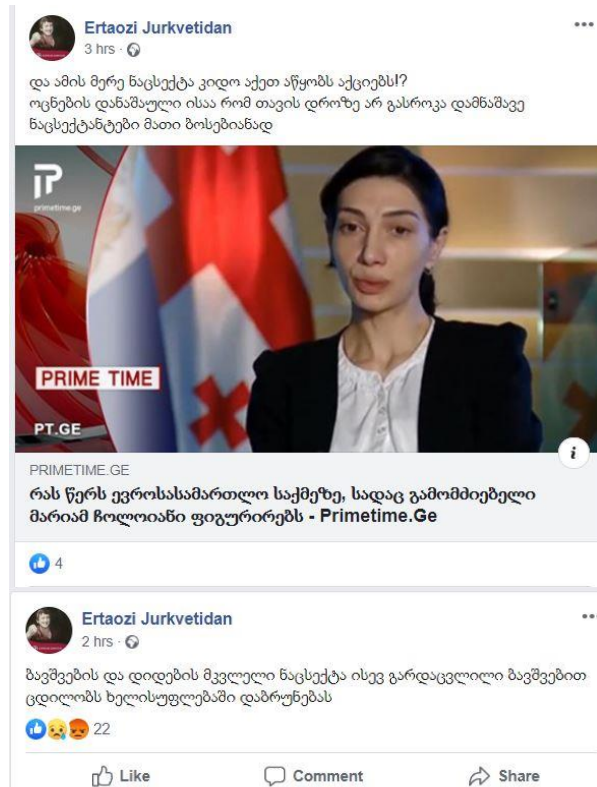 Ertaozi Jurkvetidan
3 hrs ·
და ამის მერე ნაცსექტა კიდო აქეთ აწყობს აქციებს!?
ოცნების დანაშაული ისაა რომ თავის დროზე არ გასროკა დამნაშავე
ნაცსექტანტები მათი ბოსებიანად
primetime.ge
PRIME TIME
PT.GE
PRIMETIME.GE
რას წერს ევროსასამართლო საქმეზე, სადაც გამომძიებელი
მარიამ ჩოლოიანი ფიგურირებს - Primetime.Ge
4
Ertaozi Jurkvetidan
2 hrs ·
ბავშვების და დიდების მკვლელი ნაცსექტა ისევ გარდაცვლილი ბავშვებით
ცდილობს ხელისუფლებაში დაბრუნებას
22
Like Comment Share